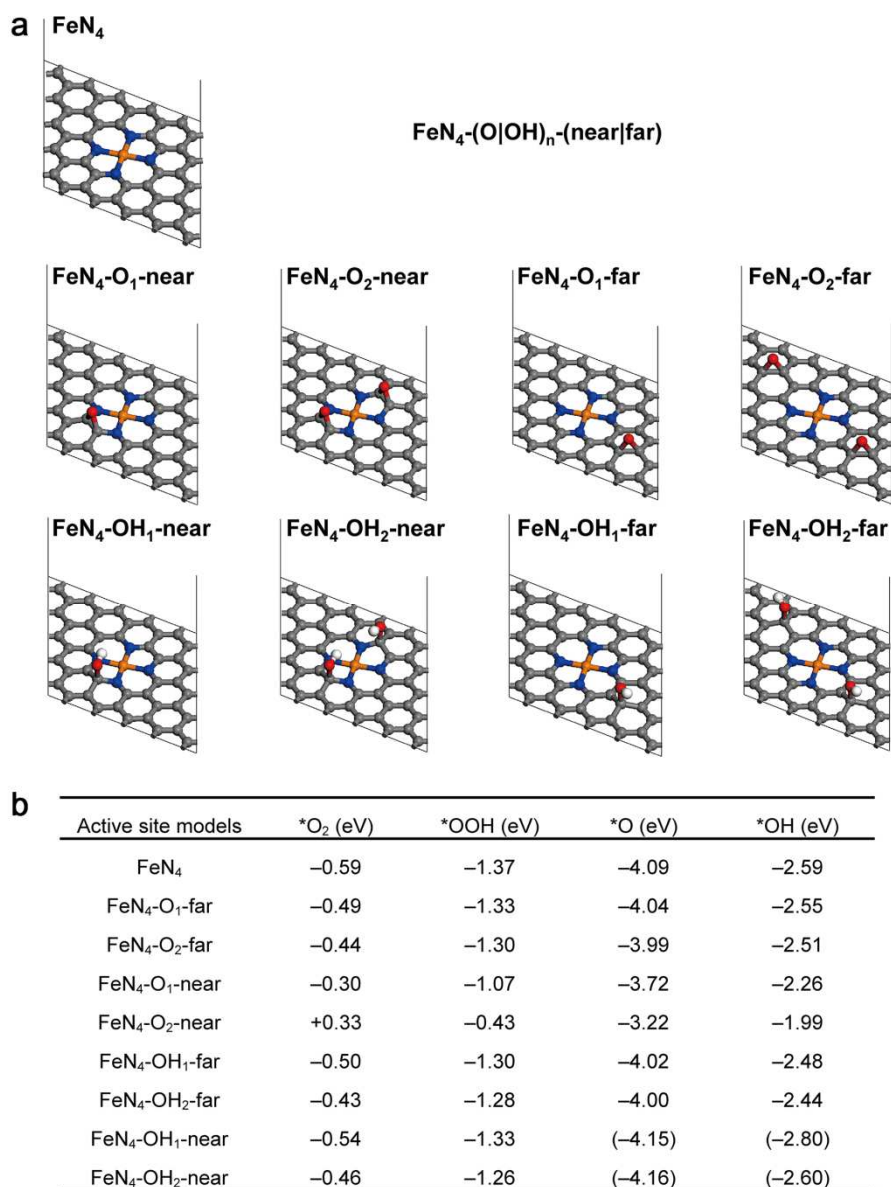 a
FeN₄
FeN₄-(O|OH)ₙ-(near|far)
FeN₄-O₁-near FeN₄-O₂-near FeN₄-O₁-far FeN₄-O₂-far
FeN₄-OH₁-near FeN₄-OH₂-near FeN₄-OH₁-far FeN₄-OH₂-far
b
Active site models *O₂ (eV) *OOH (eV) *O (eV) *OH (eV)
FeN₄ –0.59 –1.37 –4.09 –2.59
FeN₄-O₁-far –0.49 –1.33 –4.04 –2.55
FeN₄-O₂-far –0.44 –1.30 –3.99 –2.51
FeN₄-O₁-near –0.30 –1.07 –3.72 –2.26
FeN₄-O₂-near +0.33 –0.43 –3.22 –1.99
FeN₄-OH₁-far –0.50 –1.30 –4.02 –2.48
FeN₄-OH₂-far –0.43 –1.28 –4.00 –2.44
FeN₄-OH₁-near –0.54 –1.33 (–4.15) (–2.80)
FeN₄-OH₂-near –0.46 –1.26 (–4.16) (–2.60)